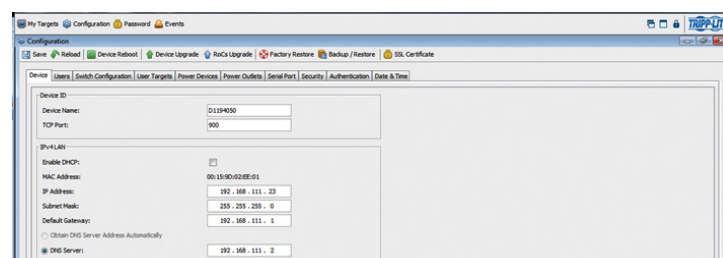 My Targets Configuration Password Events TRIPP-LIT
Configuration
Save Reload Device Reboot Device Upgrade RoCs Upgrade Factory Restore Backup / Restore SSL Certificate
Device Users Switch Configuration User Targets Power Devices Power Outlets Serial Port Security Authentication Date & Time
Device ID
Device Name: D1194050
TCP Port: 900
IPv4 LAN
Enable DHCP:
MAC Address: 00:15:9D:02:EE:01
IP Address: 192 . 168 . 111 . 23
Subnet Mask: 255 . 255 . 255 . 0
Default Gateway: 192 . 168 . 111 . 1
Obtain DNS Server Address Automatically
DNS Server: 192 . 168 . 111 . 2